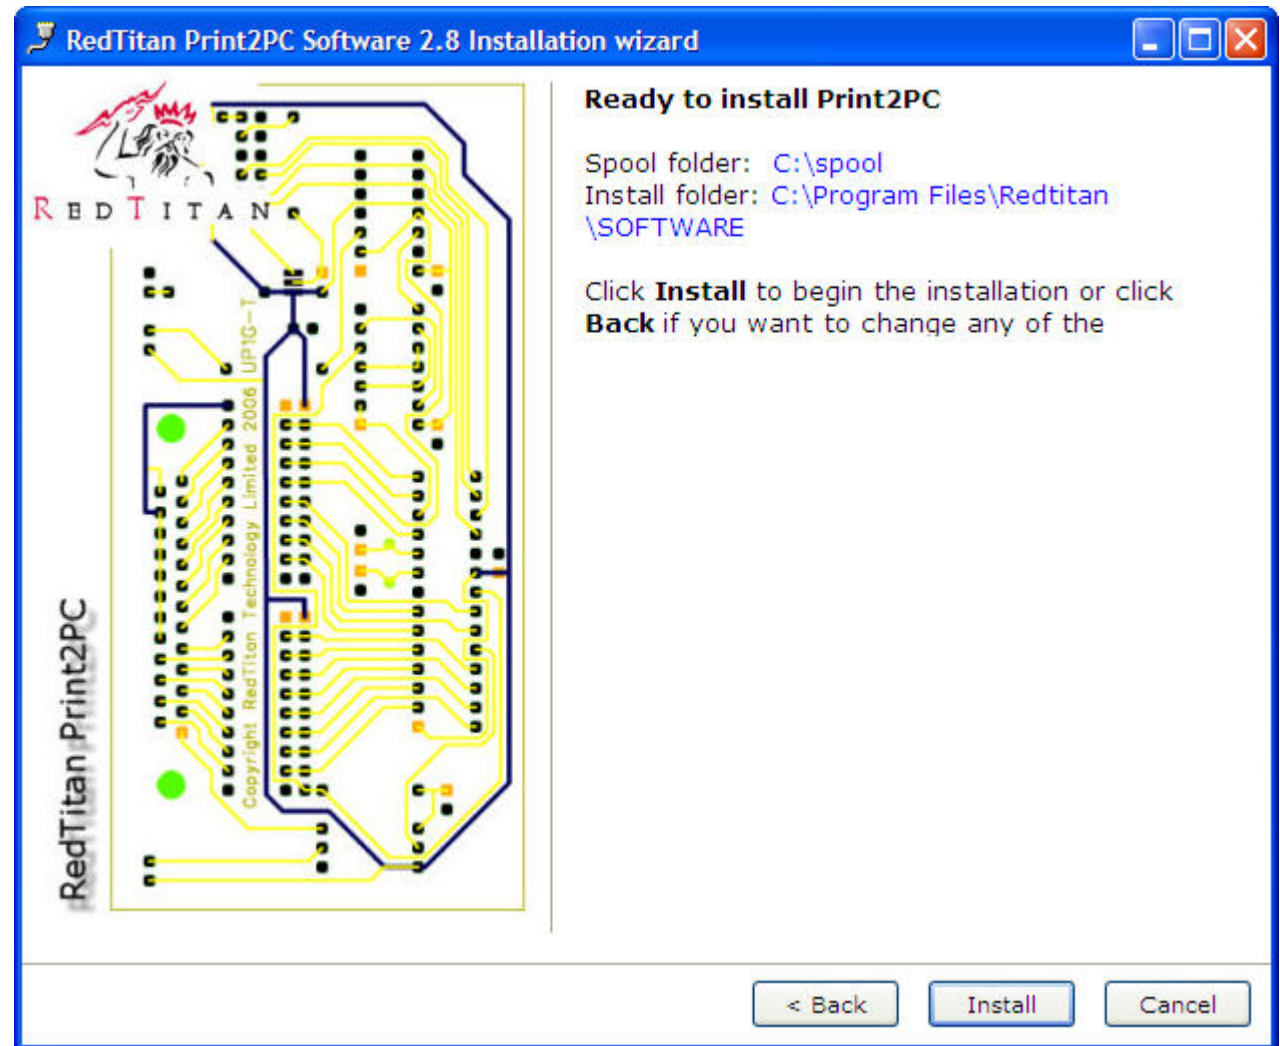 RedTitan Print2PC Software 2.8 Installation wizard
REDTITAN
Copyright RedTitan Technology Limited 2006 UP1G-T
RedTitan Print2PC
Ready to install Print2PC
Spool folder: C:\spool
Install folder: C:\Program Files\Redtitan
\SOFTWARE
Click Install to begin the installation or click
Back if you want to change any of the
< Back
Install
Cancel